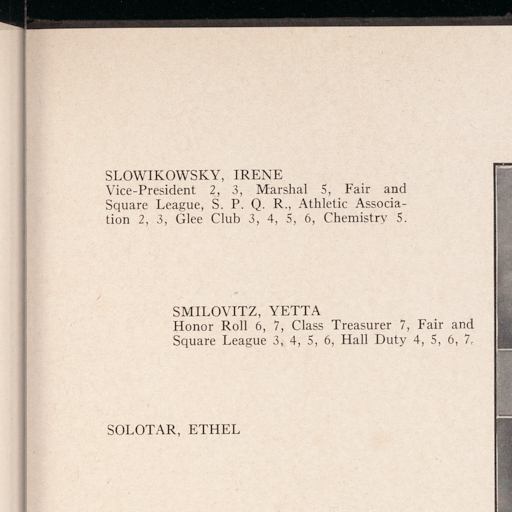 SLOWIKOWSKY, IRENE
Vice-President 2, 3, Marshal 5, Fair and
Square League, S. P. Q. R., Athletic Associa-
tion 2, 3, Glee Club 3, 4, 5, 6, Chemistry 5.
SMILOVITZ, YETTA
Honor Roll 6, 7, Class Treasurer 7, Fair and
Square League 3, 4, 5, 6, Hall Duty 4, 5, 6, 7.
SOLOTAR, ETHEL